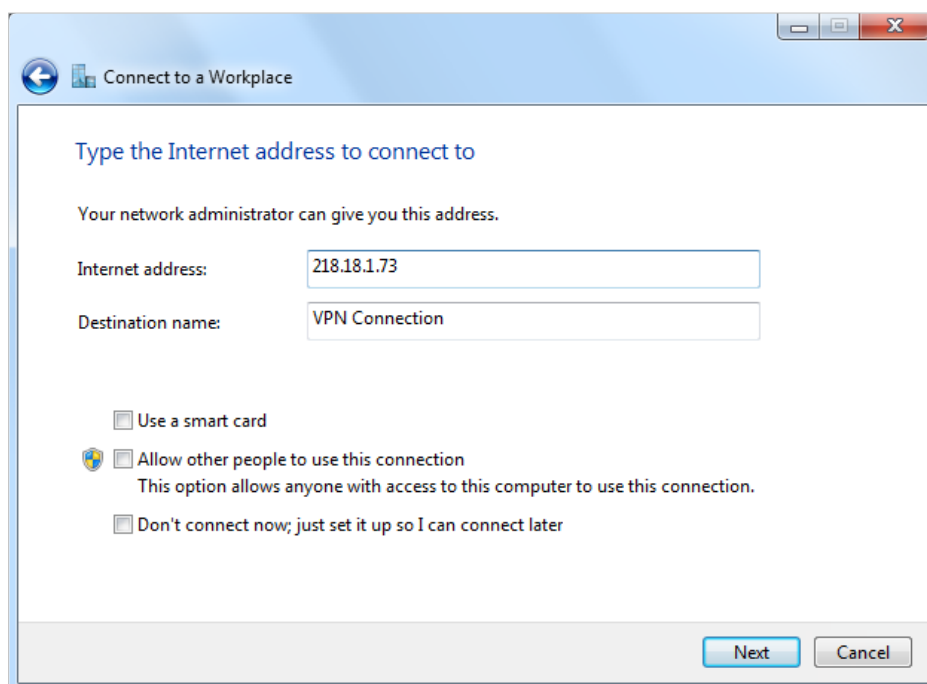 Connect to a Workplace
Type the Internet address to connect to
Your network administrator can give you this address.
Internet address: 218.18.1.73
Destination name: VPN Connection
Use a smart card
Allow other people to use this connection
This option allows anyone with access to this computer to use this connection.
Don't connect now; just set it up so I can connect later
Next Cancel